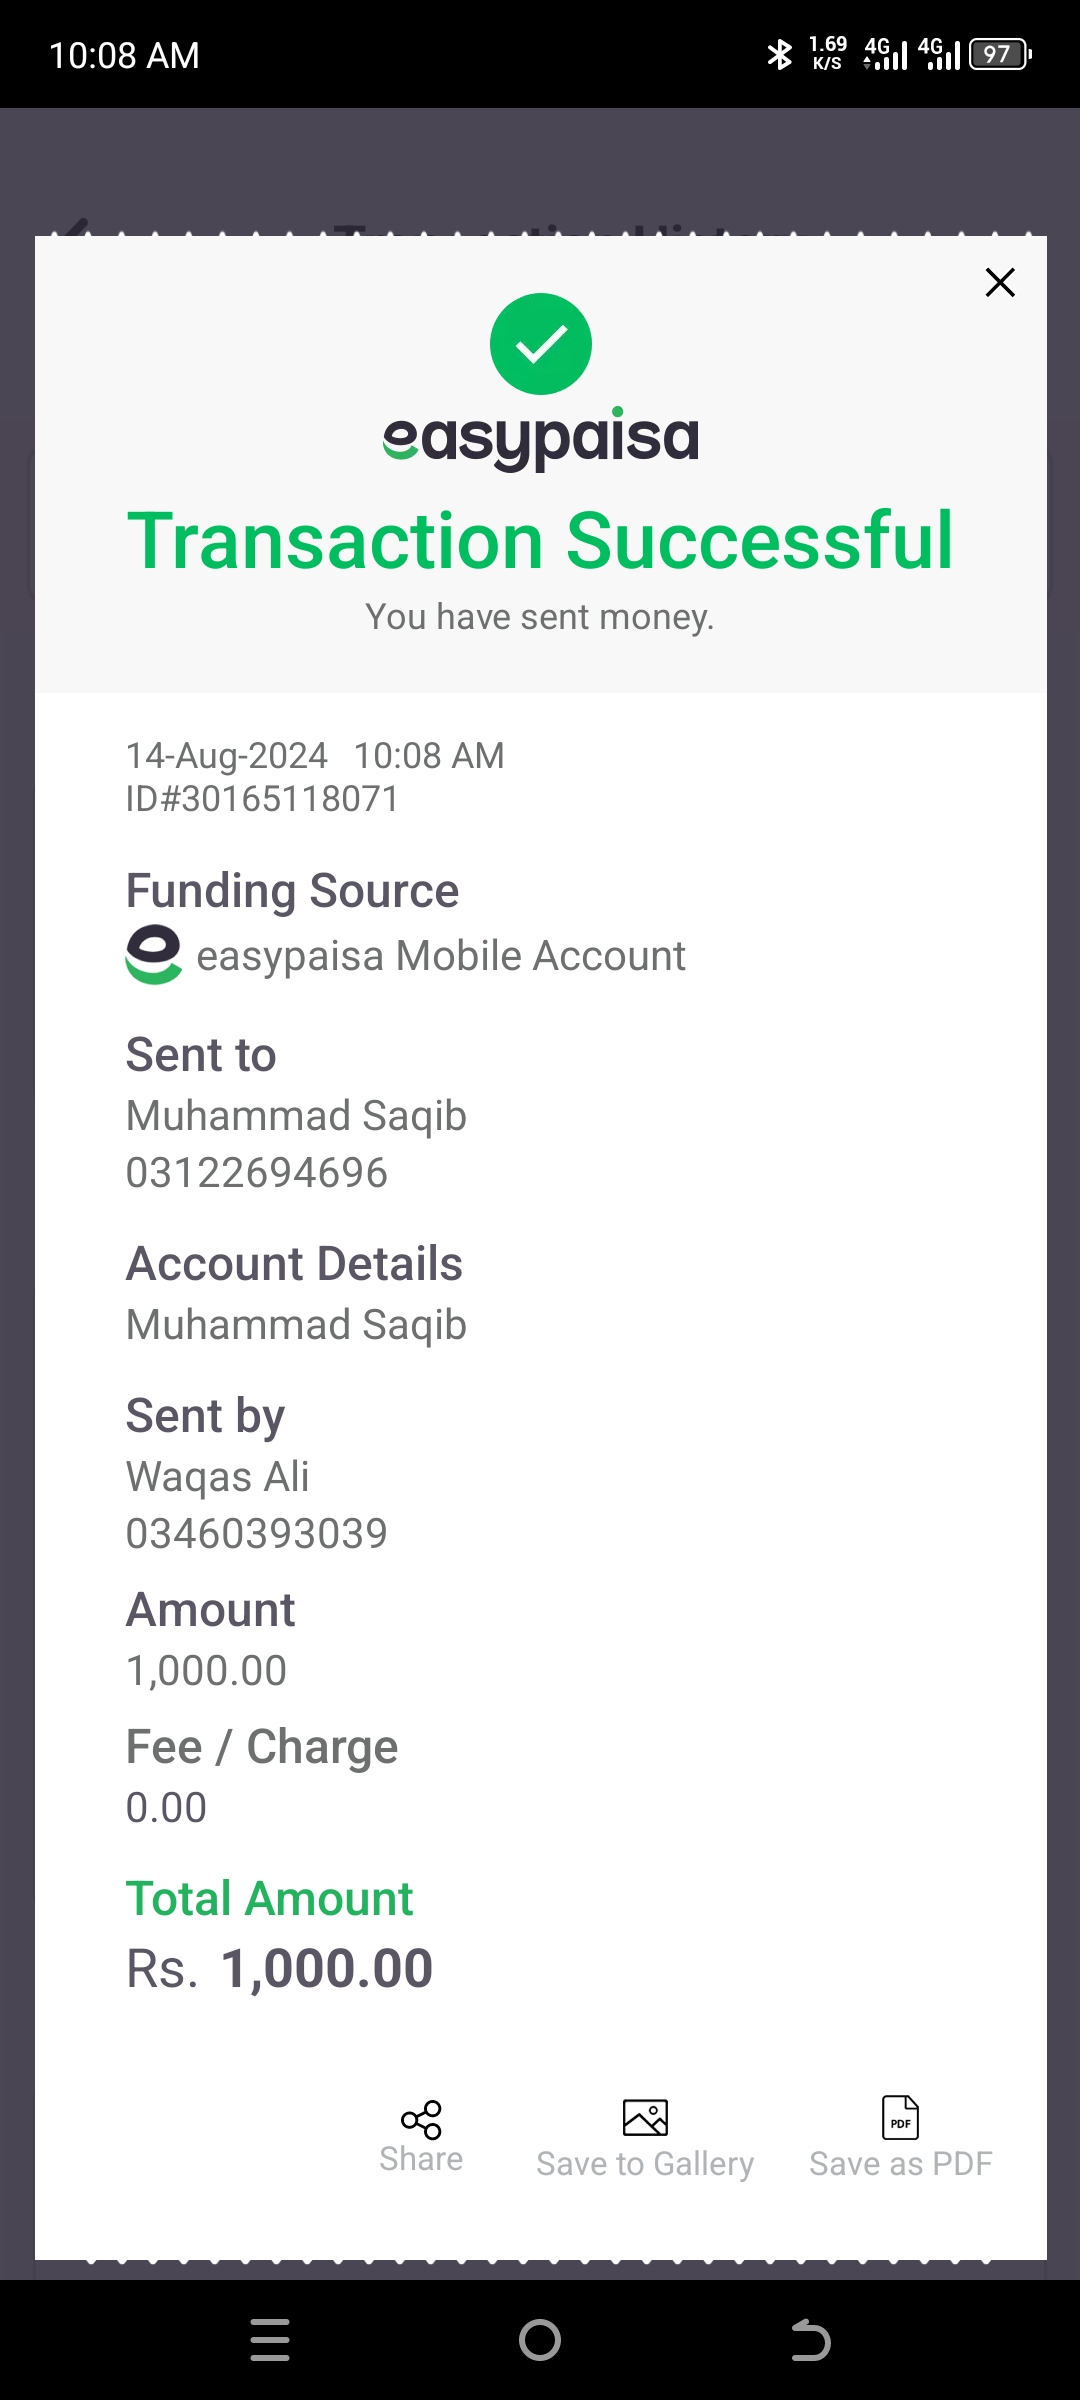 10:08 AM
1.69 K/S 4G 4G 97
easypaisa
Transaction Successful
You have sent money.
14-Aug-2024 10:08 AM
ID#30165118071
Funding Source
easypaisa Mobile Account
Sent to
Muhammad Saqib
03122694696
Account Details
Muhammad Saqib
Sent by
Waqas Ali
03460393039
Amount
1,000.00
Fee / Charge
0.00
Total Amount
Rs. 1,000.00
PDF
Share Save to Gallery Save as PDF